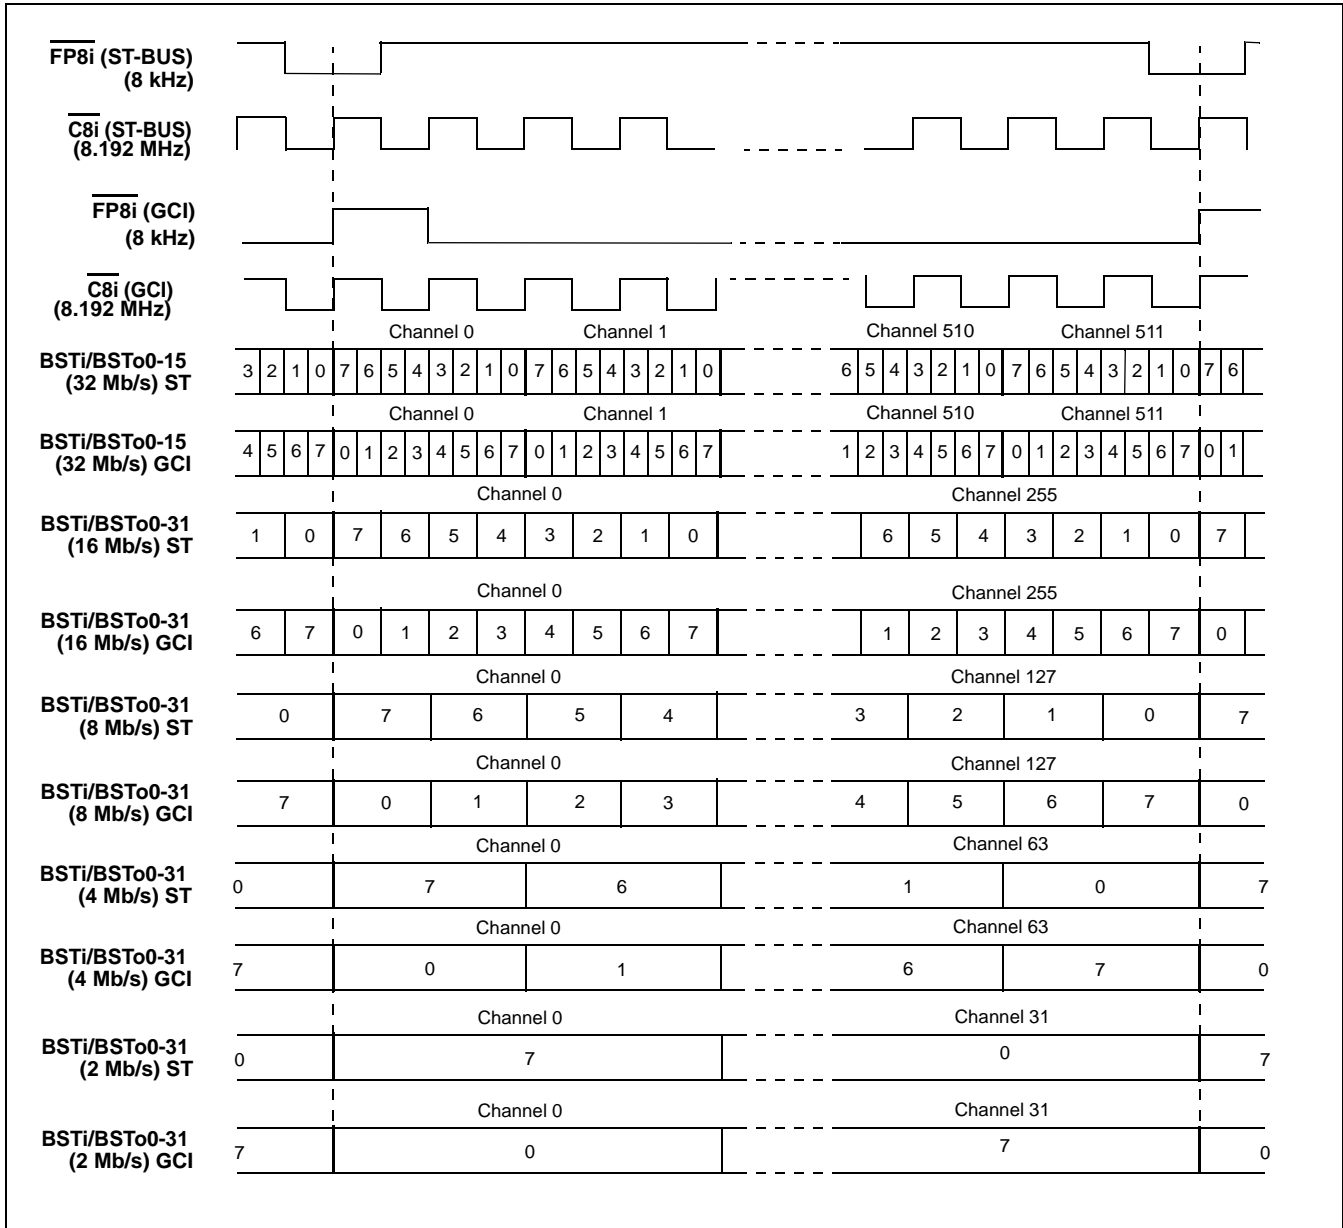 FP8i (ST-BUS)
(8 kHz)
C8i (ST-BUS)
(8.192 MHz)
FP8i (GCI)
(8 kHz)
C8i (GCI)
(8.192 MHz)
Channel 0 Channel 1 Channel 510 Channel 511
BSTi/BSTo0-15
(32 Mb/s) ST
3 2 1 0 7 6 5 4 3 2 1 0 7 6 5 4 3 2 1 0 6 5 4 3 2 1 0 7 6 5 4 3 2 1 0 7 6
Channel 0 Channel 1 Channel 510 Channel 511
BSTi/BSTo0-15
(32 Mb/s) GCI
4 5 6 7 0 1 2 3 4 5 6 7 0 1 2 3 4 5 6 7 1 2 3 4 5 6 7 0 1 2 3 4 5 6 7 0 1
Channel 0 Channel 255
BSTi/BSTo0-31
(16 Mb/s) ST
1 0 7 6 5 4 3 2 1 0 6 5 4 3 2 1 0 7
Channel 0 Channel 255
BSTi/BSTo0-31
(16 Mb/s) GCI
6 7 0 1 2 3 4 5 6 7 1 2 3 4 5 6 7 0
Channel 0 Channel 127
BSTi/BSTo0-31
(8 Mb/s) ST
0 7 6 5 4 3 2 1 0 7
Channel 0 Channel 127
BSTi/BSTo0-31
(8 Mb/s) GCI
7 0 1 2 3 4 5 6 7 0
Channel 0 Channel 63
BSTi/BSTo0-31
(4 Mb/s) ST
0 7 6 1 0 7
Channel 0 Channel 63
BSTi/BSTo0-31
(4 Mb/s) GCI
7 0 1 6 7 0
Channel 0 Channel 31
BSTi/BSTo0-31
(2 Mb/s) ST
0 7 0 7
Channel 0 Channel 31
BSTi/BSTo0-31
(2 Mb/s) GCI
7 0 7 0